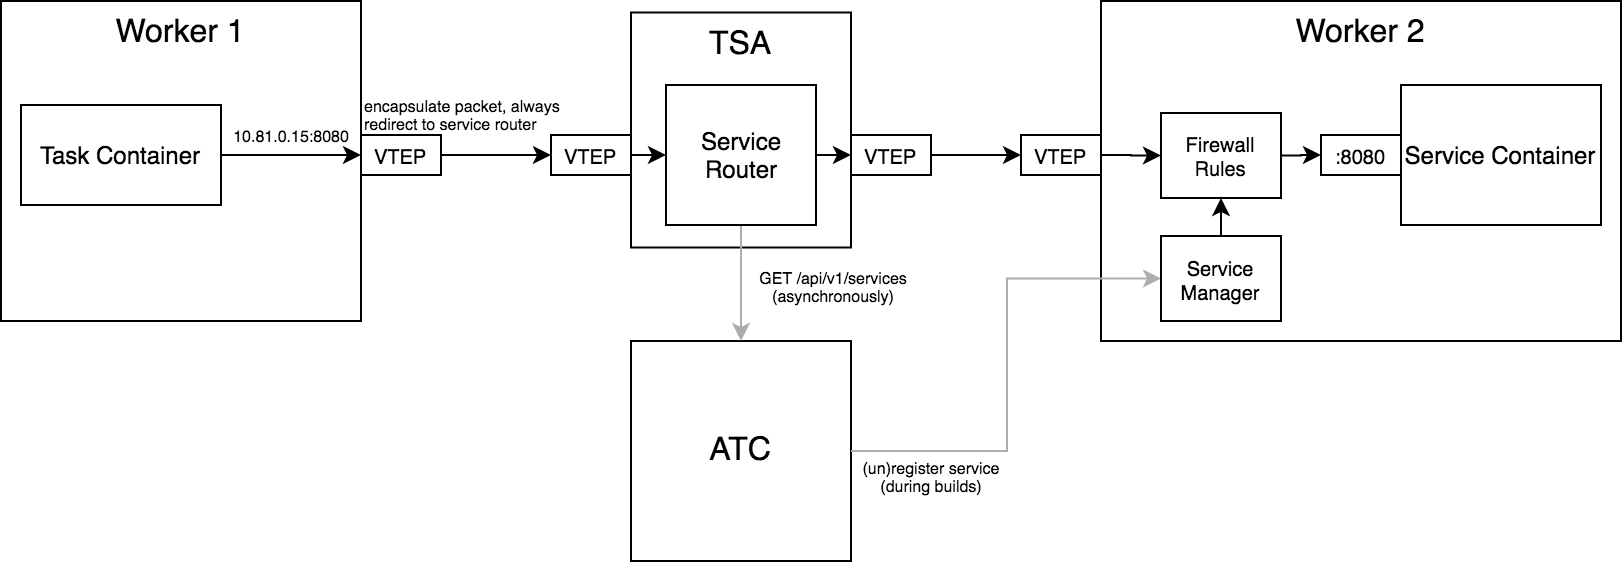 Worker 1
TSA
Worker 2
encapsulate packet, always
redirect to service router
Task Container
10.81.0.15:8080
VTEP
VTEP
Service
Router
VTEP
VTEP
Firewall
Rules
:8080
Service Container
GET /api/v1/services
(asynchronously)
Service
Manager
ATC
(un)register service
(during builds)